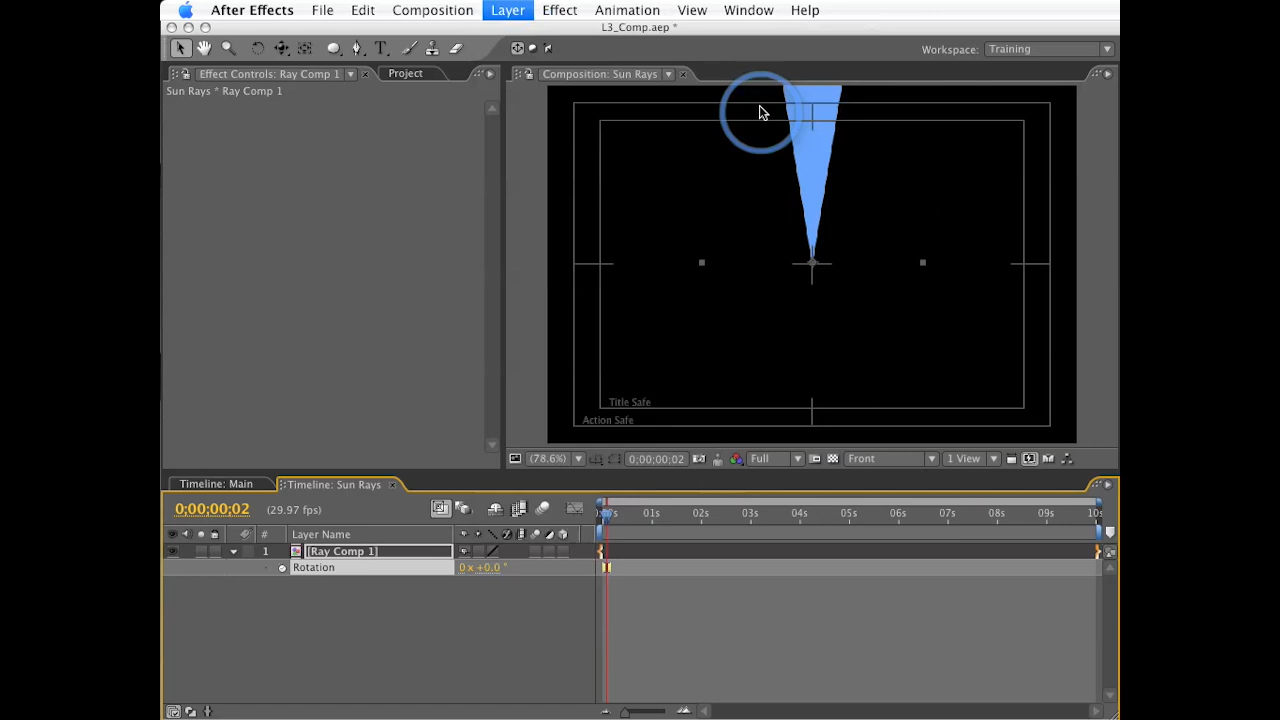 After Effects File Edit Composition Layer Effect Animation View Window Help
L3_Comp.aep *
T Workspace: Training
Effect Controls: Ray Comp 1 Project Composition: Sun Rays
Sun Rays * Ray Comp 1
Title Safe
Action Safe
(78.6%) 0;00;00;02 Full Front 1 View
Timeline: Main Timeline: Sun Rays
0;00;00;02 (29.97 fps)
:00s 01s 02s 03s 04s 05s 06s 07s 08s 09s 10s
# Layer Name
1 [Ray Comp 1]
Rotation 0 x +0.0 °